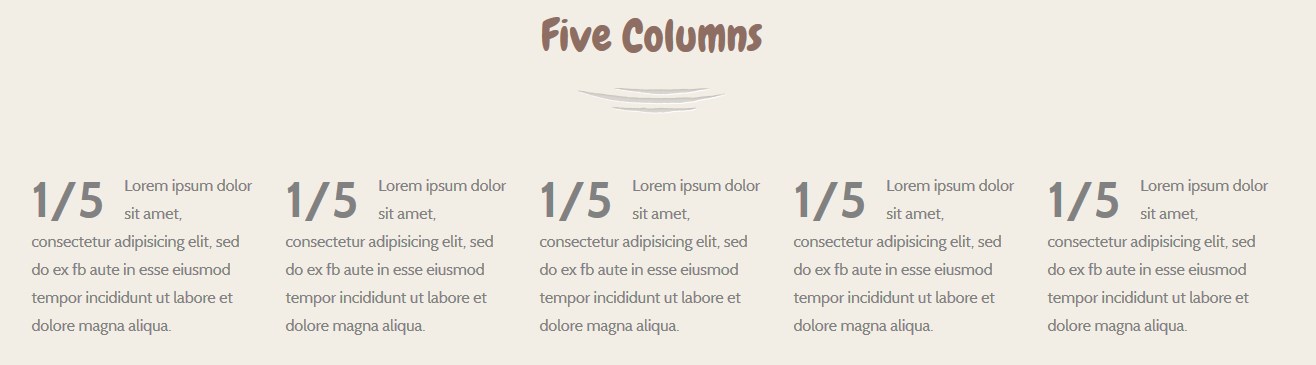 Five Columns
1/5 Lorem ipsum dolor
sit amet,
consectetur adipisicing elit, sed
do ex fb aute in esse eiusmod
tempor incididunt ut labore et
dolore magna aliqua.
1/5 Lorem ipsum dolor
sit amet,
consectetur adipisicing elit, sed
do ex fb aute in esse eiusmod
tempor incididunt ut labore et
dolore magna aliqua.
1/5 Lorem ipsum dolor
sit amet,
consectetur adipisicing elit, sed
do ex fb aute in esse eiusmod
tempor incididunt ut labore et
dolore magna aliqua.
1/5 Lorem ipsum dolor
sit amet,
consectetur adipisicing elit, sed
do ex fb aute in esse eiusmod
tempor incididunt ut labore et
dolore magna aliqua.
1/5 Lorem ipsum dolor
sit amet,
consectetur adipisicing elit, sed
do ex fb aute in esse eiusmod
tempor incididunt ut labore et
dolore magna aliqua.